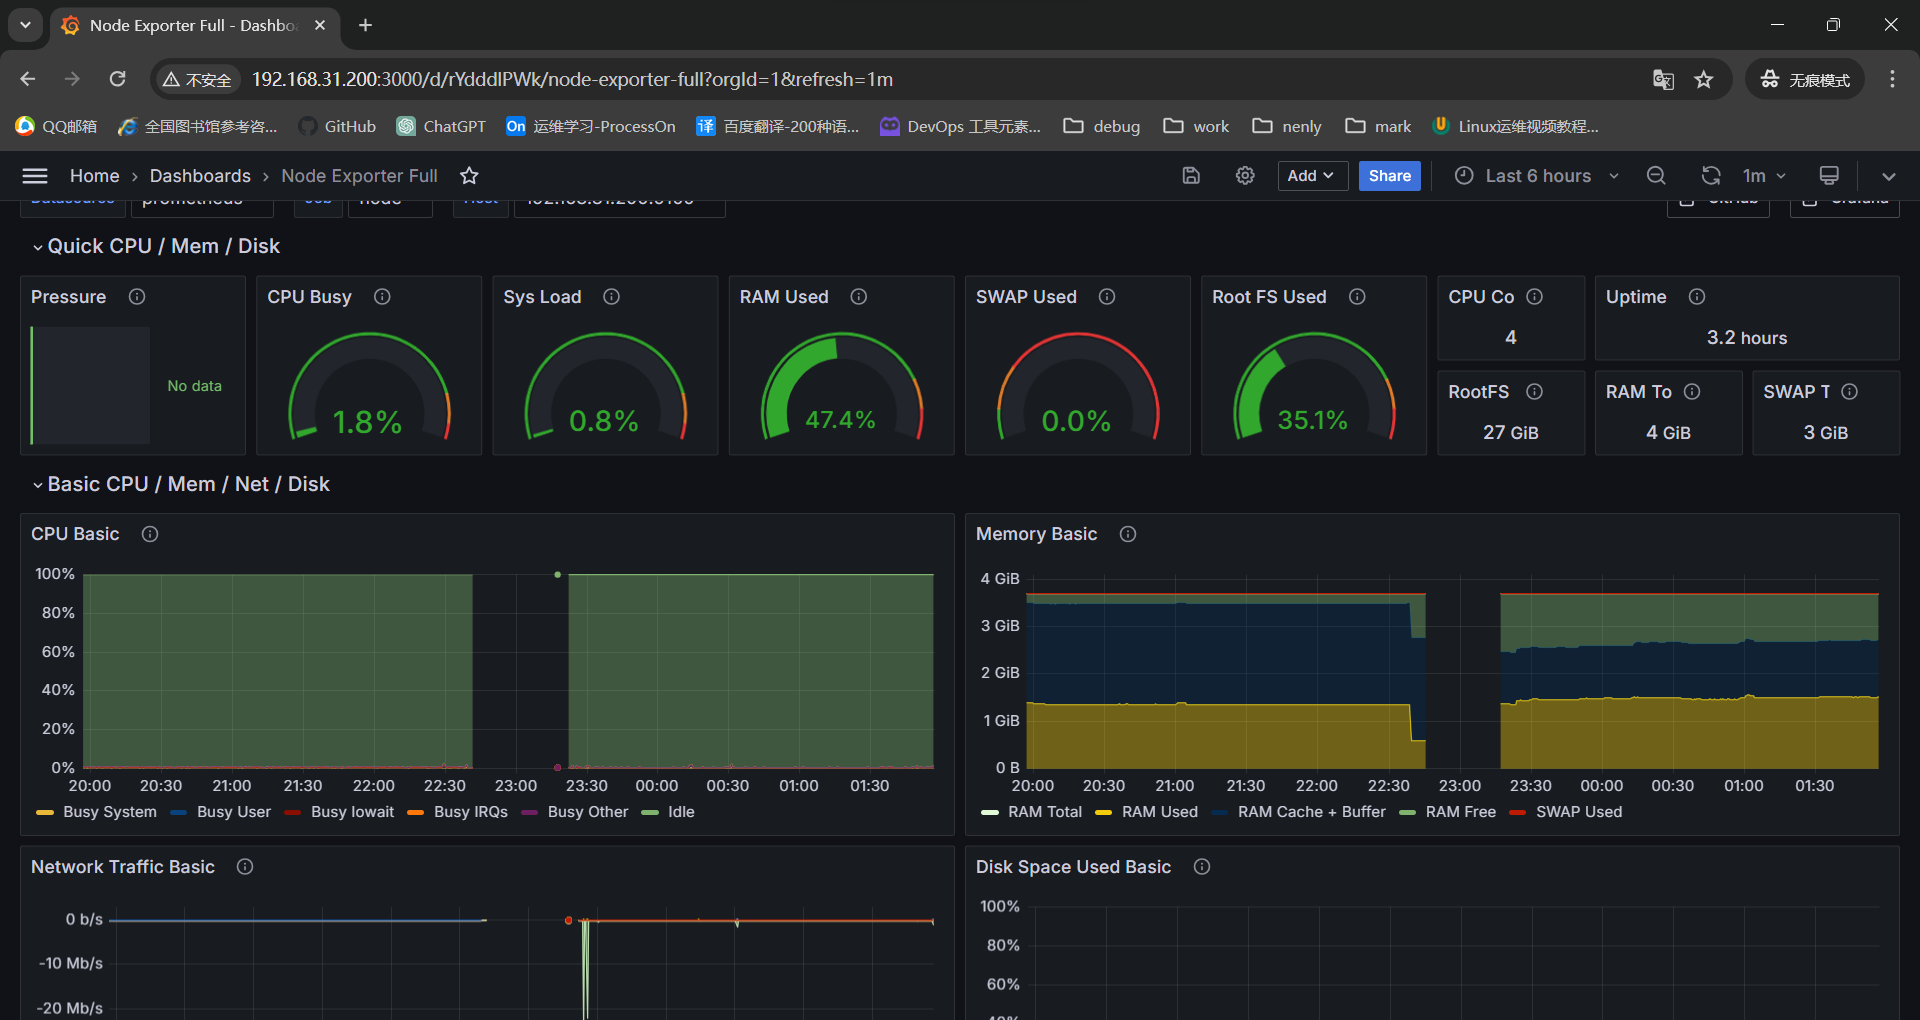 Node Exporter Full - Dashbo
不安全 192.168.31.200:3000/d/rYdddlPWk/node-exporter-full?orgId=1&refresh=1m 无痕模式
QQ邮箱 全国图书馆参考咨... GitHub ChatGPT On 运维学习-ProcessOn 译 百度翻译-200种语... DevOps 工具元素... debug work nenly mark Linux运维视频教程...
Home › Dashboards › Node Exporter Full Add Share Last 6 hours 1m
Datasource prometheus Job node Host GitHub Grafana
Quick CPU / Mem / Disk
Pressure CPU Busy Sys Load RAM Used SWAP Used Root FS Used CPU Co Uptime
4 3.2 hours
No data 1.8% 0.8% 47.4% 0.0% 35.1%
RootFS RAM To SWAP T
27 GiB 4 GiB 3 GiB
Basic CPU / Mem / Net / Disk
CPU Basic
100%
80%
60%
40%
20%
0%
20:00 20:30 21:00 21:30 22:00 22:30 23:00 23:30 00:00 00:30 01:00 01:30
Busy System Busy User Busy Iowait Busy IRQs Busy Other Idle
Memory Basic
4 GiB
3 GiB
2 GiB
1 GiB
0 B
20:00 20:30 21:00 21:30 22:00 22:30 23:00 23:30 00:00 00:30 01:00 01:30
RAM Total RAM Used RAM Cache + Buffer RAM Free SWAP Used
Network Traffic Basic
0 b/s
-10 Mb/s
-20 Mb/s
Disk Space Used Basic
100%
80%
60%
40%